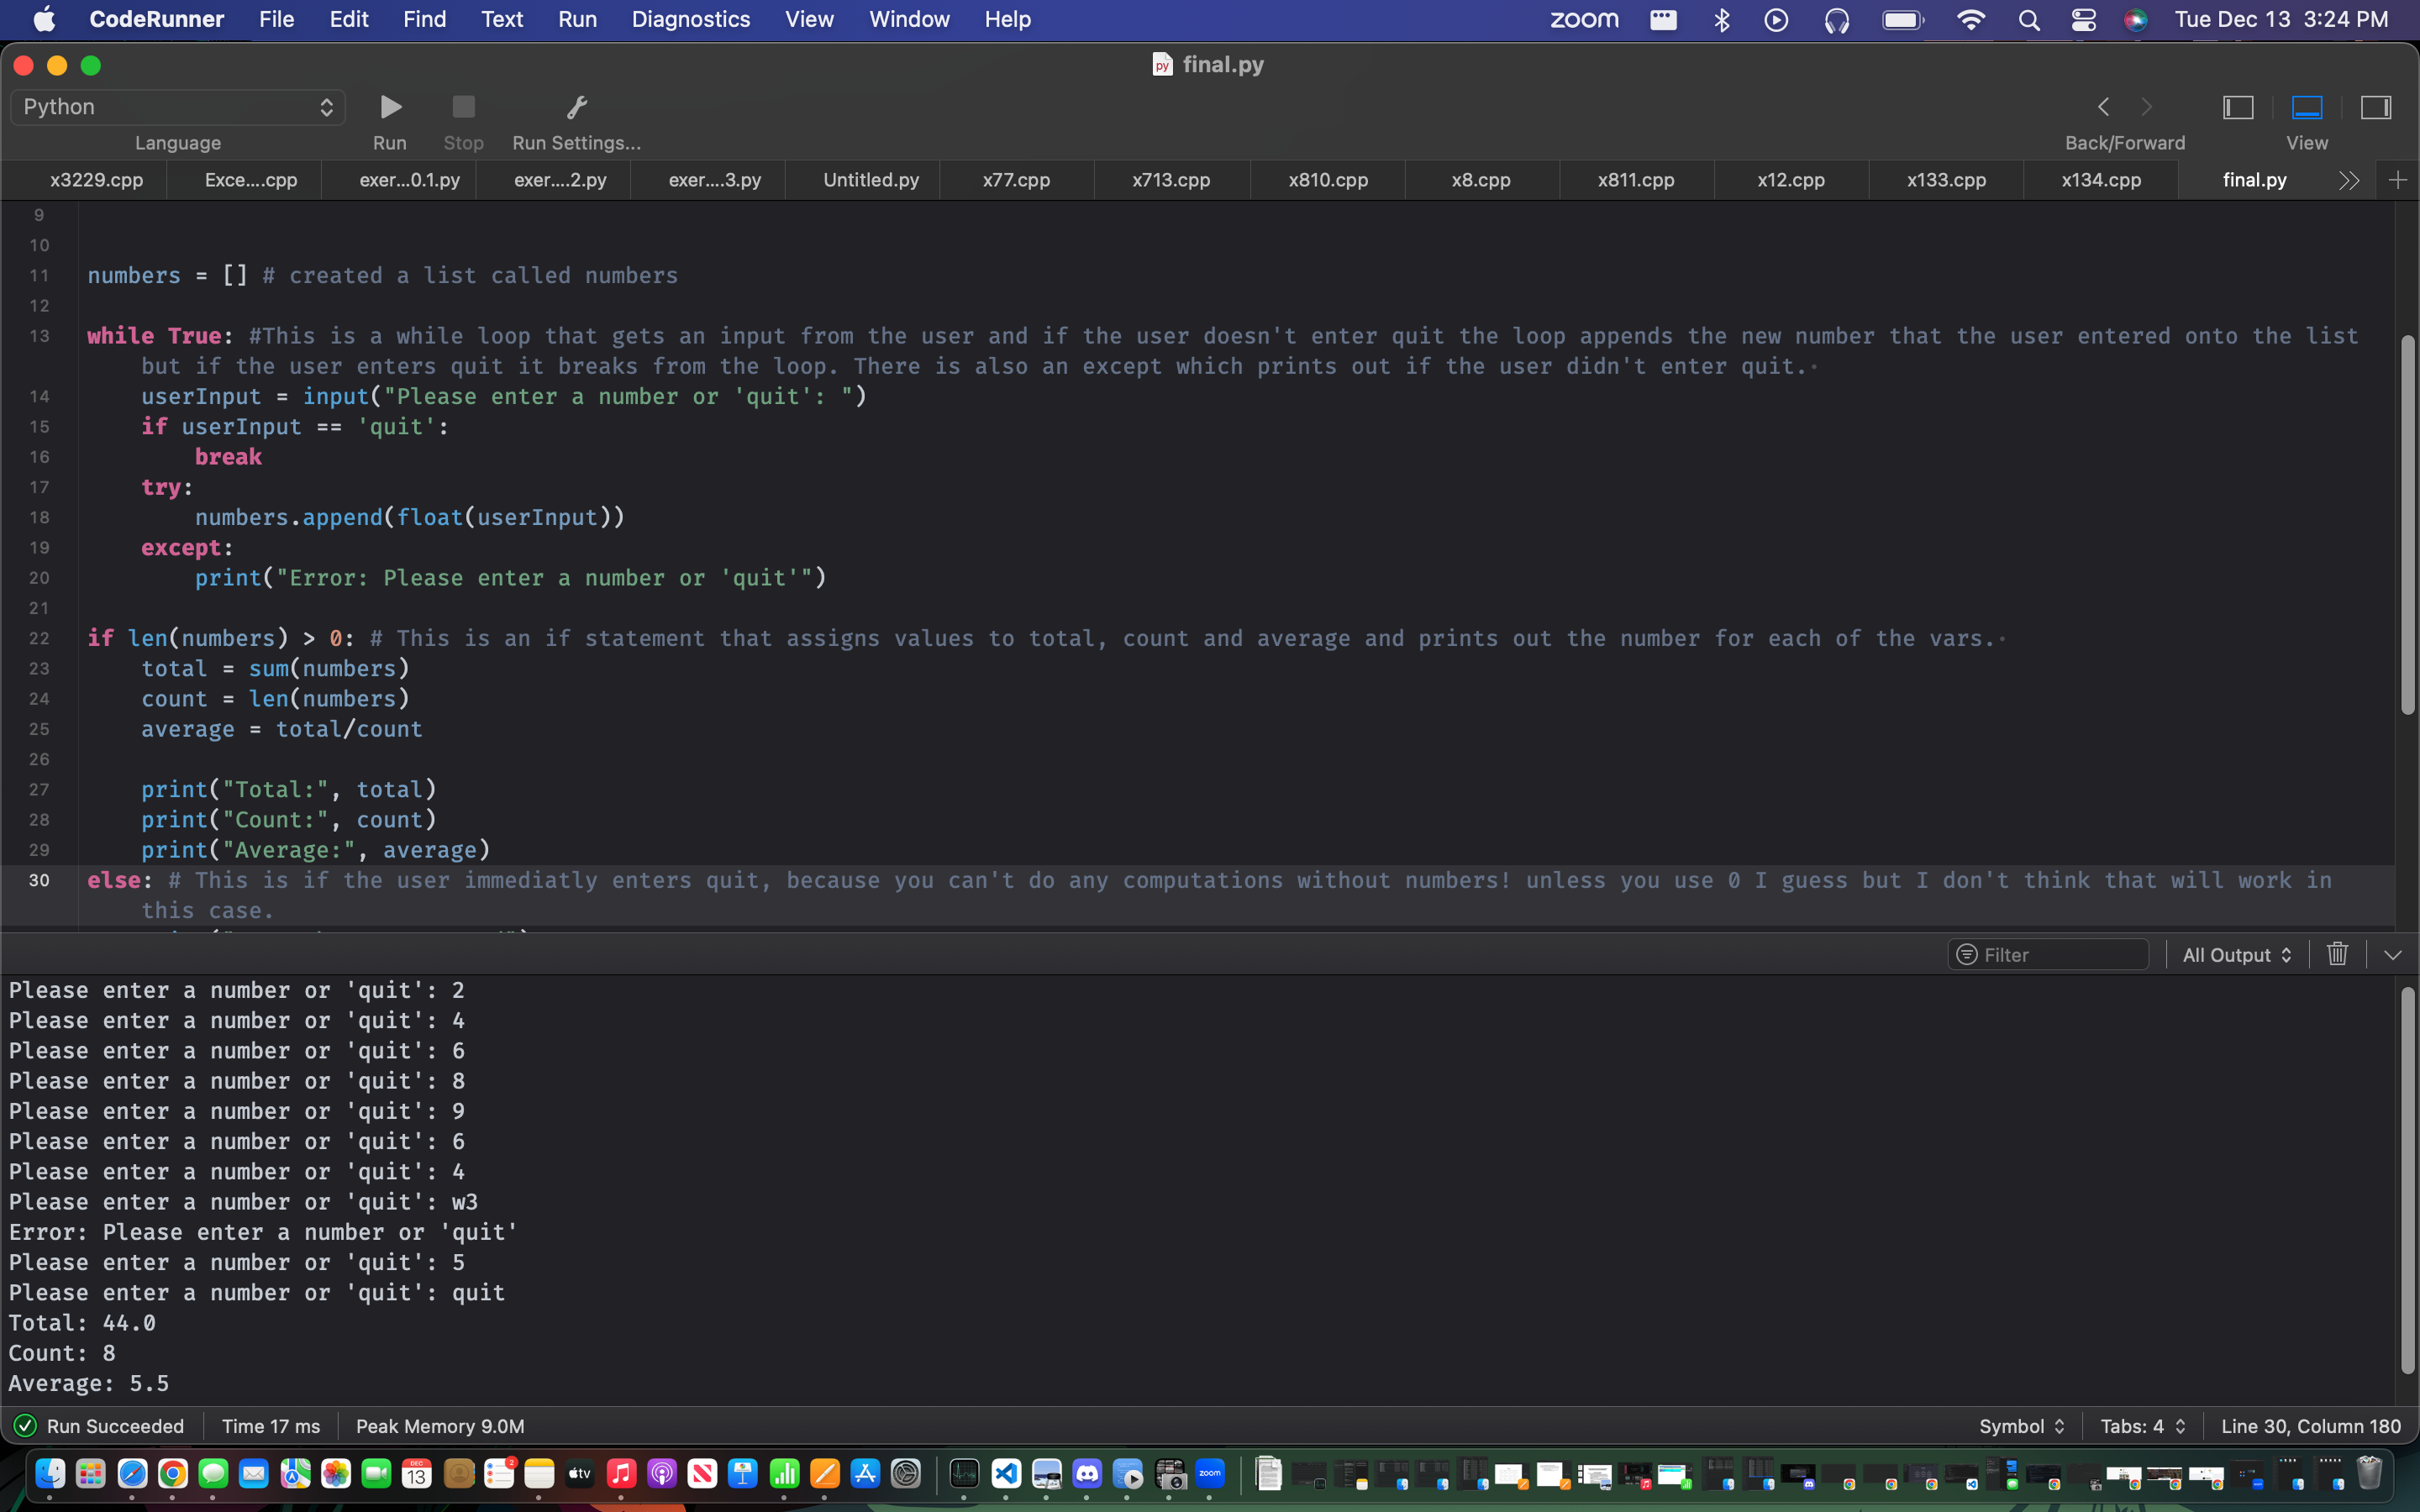 CodeRunner File Edit Find Text Run Diagnostics View Window Help zoom Tue Dec 13 3:24 PM
py final.py
Python
Language Run Stop Run Settings... Back/Forward View
x3229.cpp Exce....cpp exer...0.1.py exer....2.py exer....3.py Untitled.py x77.cpp x713.cpp x810.cpp x8.cpp x811.cpp x12.cpp x133.cpp x134.cpp final.py
9
10
11 numbers = [] # created a list called numbers
12
13 while True: #This is a while loop that gets an input from the user and if the user doesn't enter quit the loop appends the new number that the user entered onto the list
but if the user enters quit it breaks from the loop. There is also an except which prints out if the user didn't enter quit.
14 userInput = input("Please enter a number or 'quit': ")
15 if userInput == 'quit':
16 break
17 try:
18 numbers.append(float(userInput))
19 except:
20 print("Error: Please enter a number or 'quit'")
21
22 if len(numbers) > 0: # This is an if statement that assigns values to total, count and average and prints out the number for each of the vars.
23 total = sum(numbers)
24 count = len(numbers)
25 average = total/count
26
27 print("Total:", total)
28 print("Count:", count)
29 print("Average:", average)
30 else: # This is if the user immediatly enters quit, because you can't do any computations without numbers! unless you use 0 I guess but I don't think that will work in
this case.
Filter All Output
Please enter a number or 'quit': 2
Please enter a number or 'quit': 4
Please enter a number or 'quit': 6
Please enter a number or 'quit': 8
Please enter a number or 'quit': 9
Please enter a number or 'quit': 6
Please enter a number or 'quit': 4
Please enter a number or 'quit': w3
Error: Please enter a number or 'quit'
Please enter a number or 'quit': 5
Please enter a number or 'quit': quit
Total: 44.0
Count: 8
Average: 5.5
Run Succeeded Time 17 ms Peak Memory 9.0M Symbol Tabs: 4 Line 30, Column 180
DEC 13 2 tv zoom